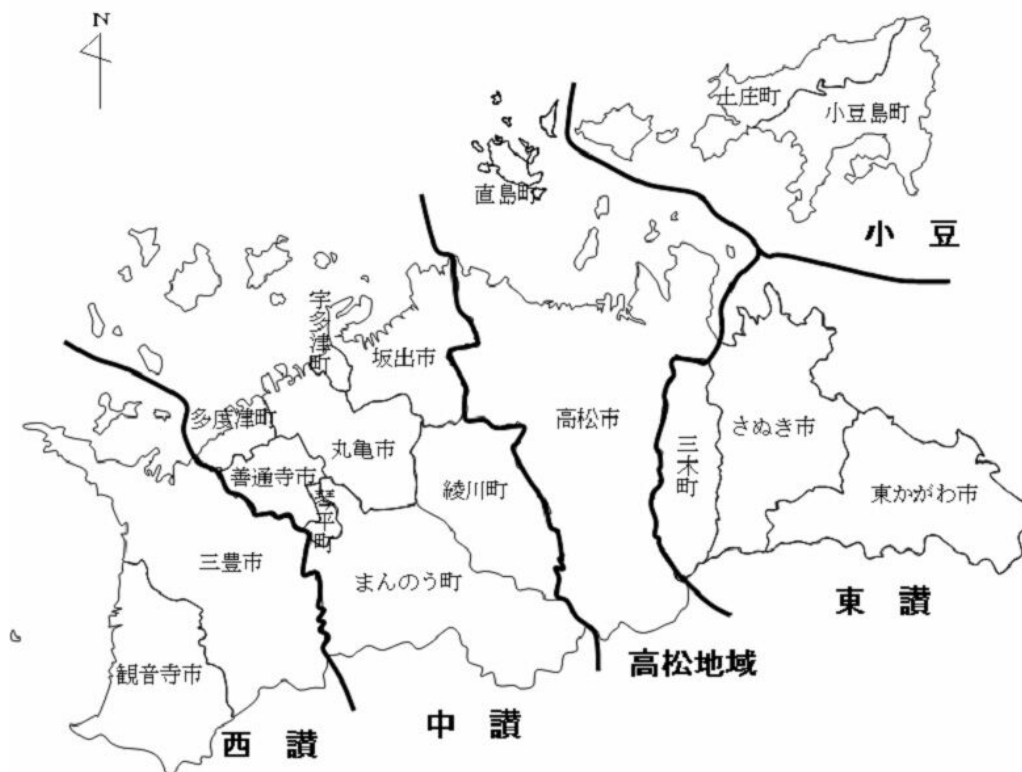 N
土庄町
小豆島町
直島町
小豆
宇多津町
坂出市
多度津町
丸亀市
高松市
さぬき市
善通寺市
琴平町
綾川町
三木町
東かがわ市
三豊市
まんのう町
東讃
観音寺市
高松地域
中讃
西讃